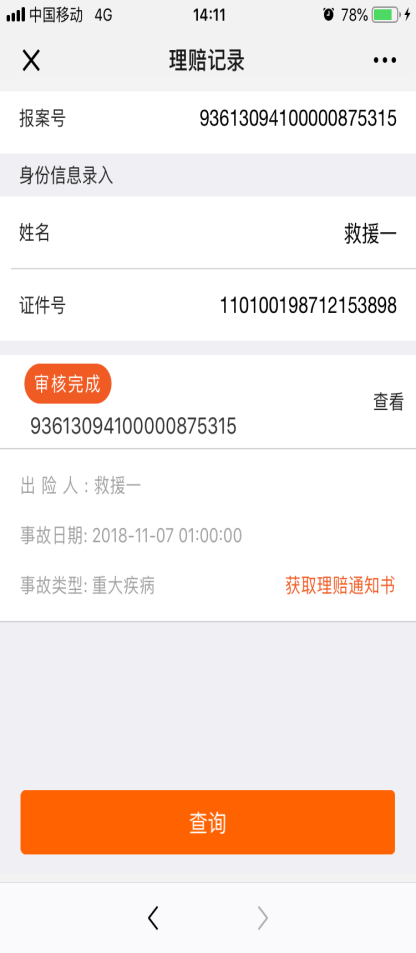 中国移动 4G 14:11 78%
理赔记录
报案号 93613094100000875315
身份信息录入
姓名 救援一
证件号 110100198712153898
审核完成
查看
93613094100000875315
出 险 人 : 救援一
事故日期: 2018-11-07 01:00:00
事故类型: 重大疾病 获取理赔通知书
查询